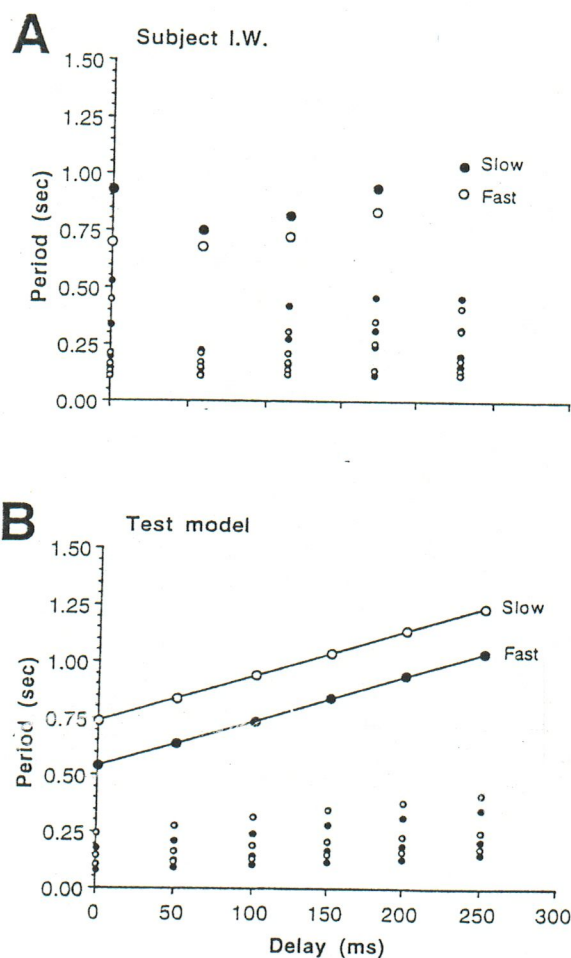 A
Subject I.W.
1.50
1.25
1.00
0.75
0.50
0.25
0.00
Period (sec)
Slow
Fast
B
Test model
1.50
1.25
1.00
0.75
0.50
0.25
0.00
Period (sec)
Slow
Fast
0 50 100 150 200 250 300
Delay (ms)